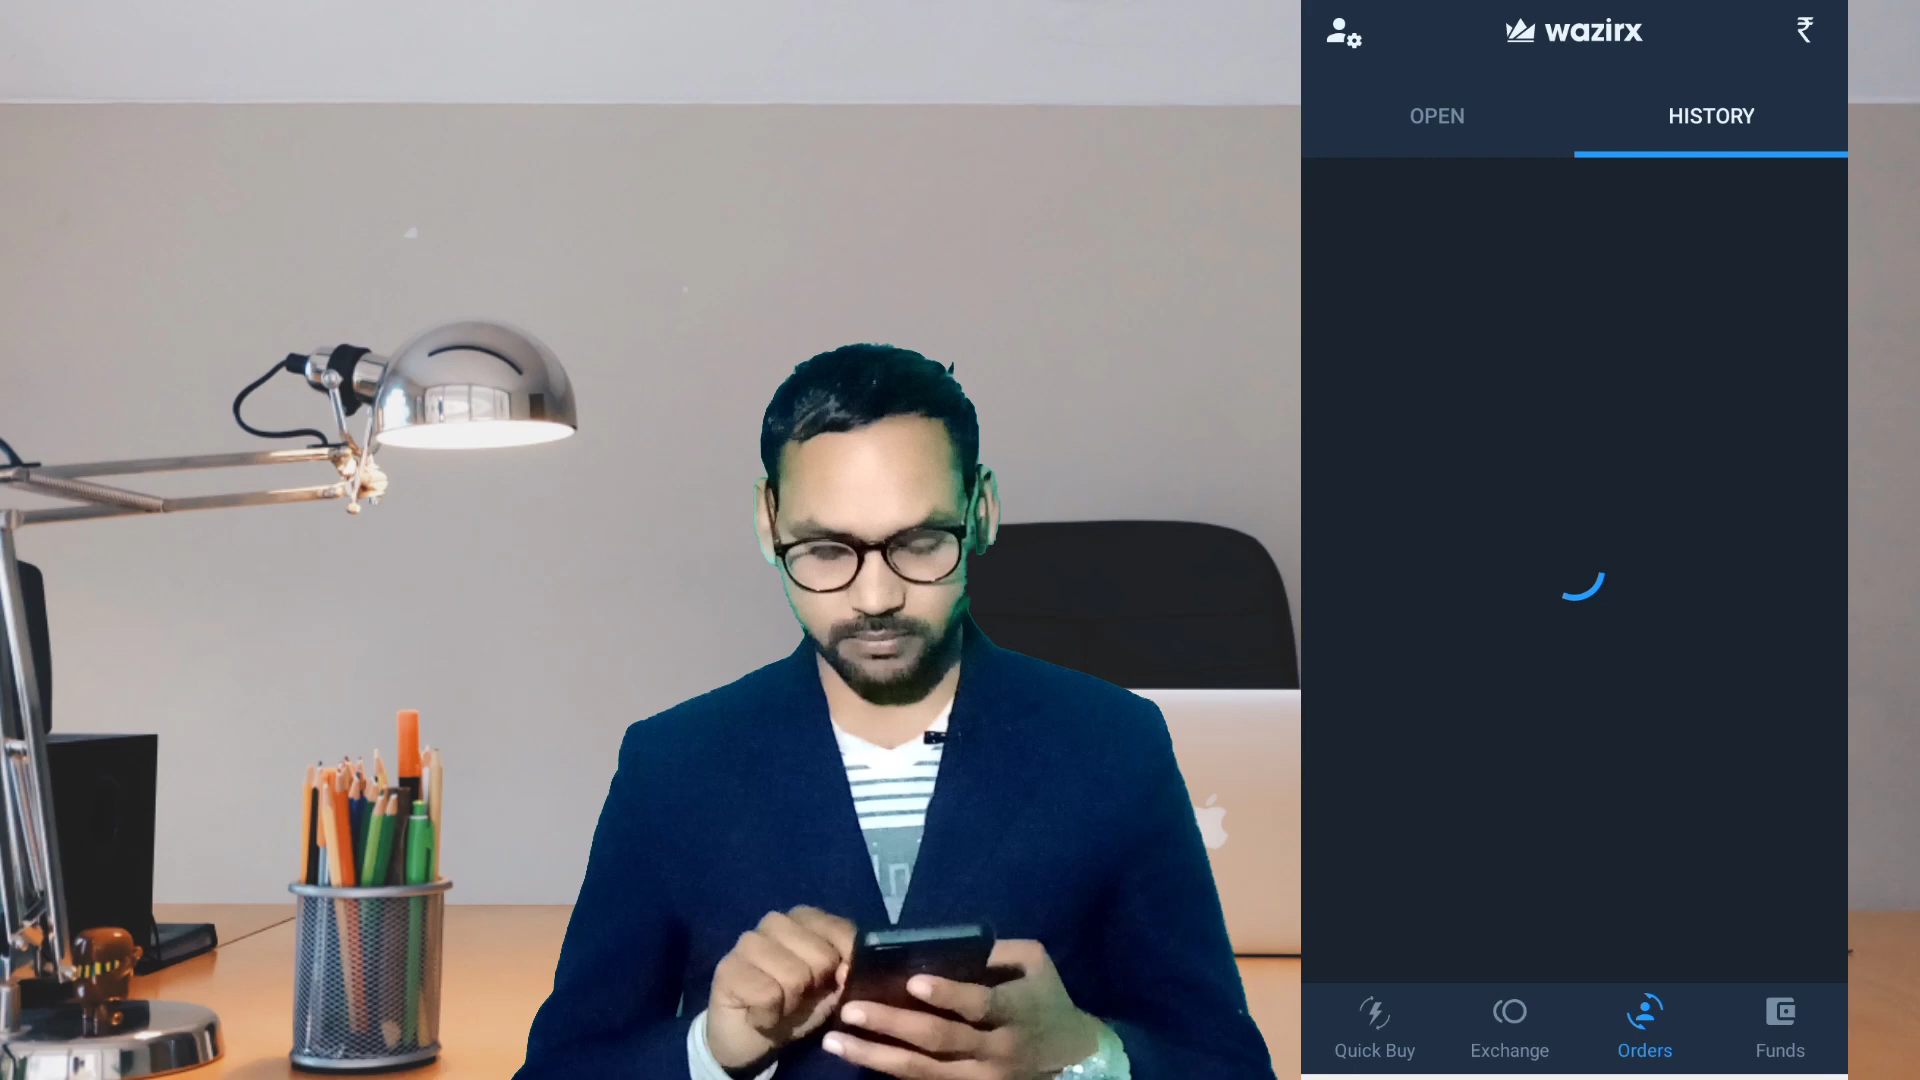 wazirx
OPEN
HISTORY
Quick Buy
Exchange
Orders
Funds